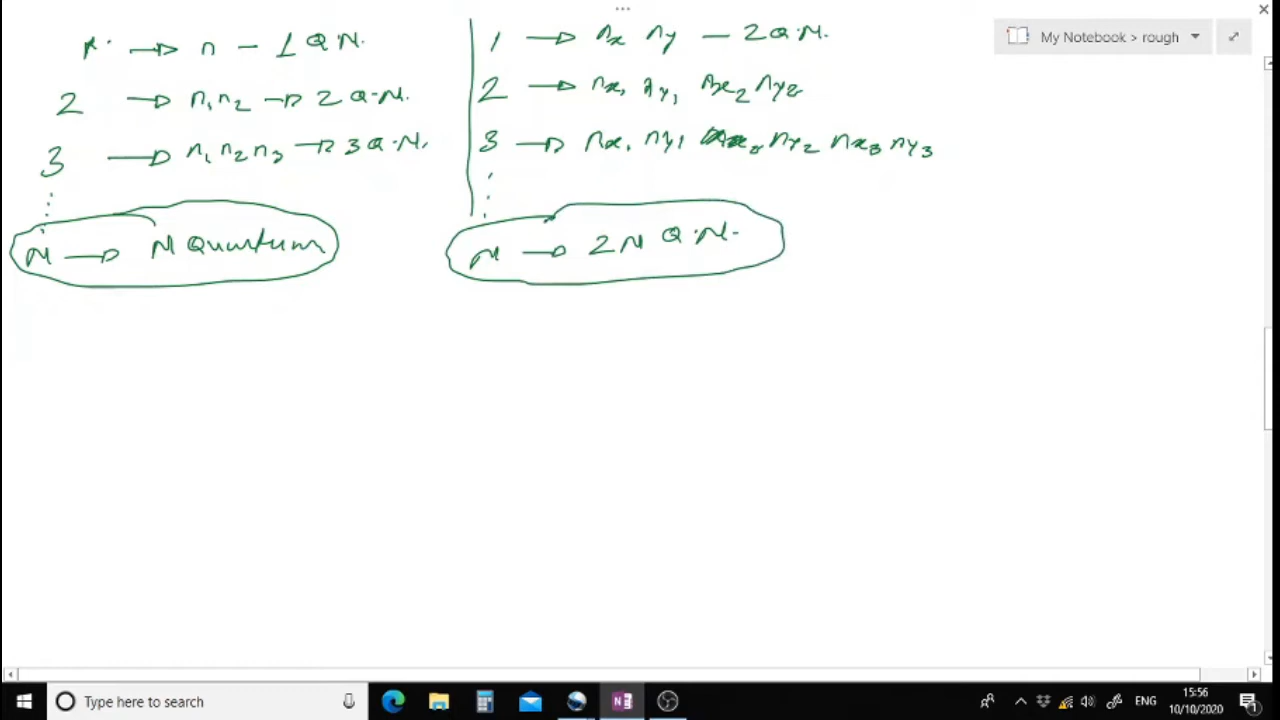 1. → n - 1 Q.N.
2 → n₁ n₂ → 2 Q.N.
3 → n₁ n₂ n₃ → 3 Q.N.
N → N Quantum
1 → nx ny - 2 Q.N.
2 → nx₁ ny₁ nx₂ ny₂
3 → nx₁ ny₁ ny₂ nx₃ ny₃
N → 2N Q.N.
My Notebook > rough
Type here to search
ENG
15:56
10/10/2020